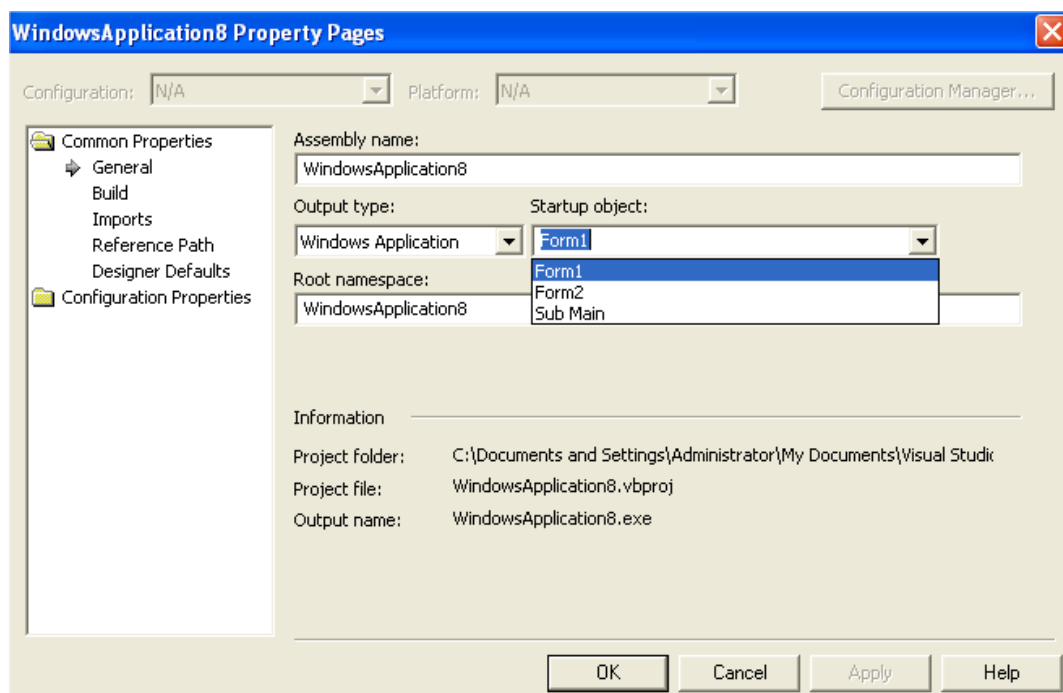 WindowsApplication8 Property Pages
Configuration: N/A Platform: N/A Configuration Manager...
Common Properties
General
Build
Imports
Reference Path
Designer Defaults
Configuration Properties
Assembly name:
WindowsApplication8
Output type: Startup object:
Windows Application Form1
Form1
Form2
Sub Main
Root namespace:
WindowsApplication8
Information
Project folder: C:\Documents and Settings\Administrator\My Documents\Visual Studic
Project file: WindowsApplication8.vbproj
Output name: WindowsApplication8.exe
OK Cancel Apply Help